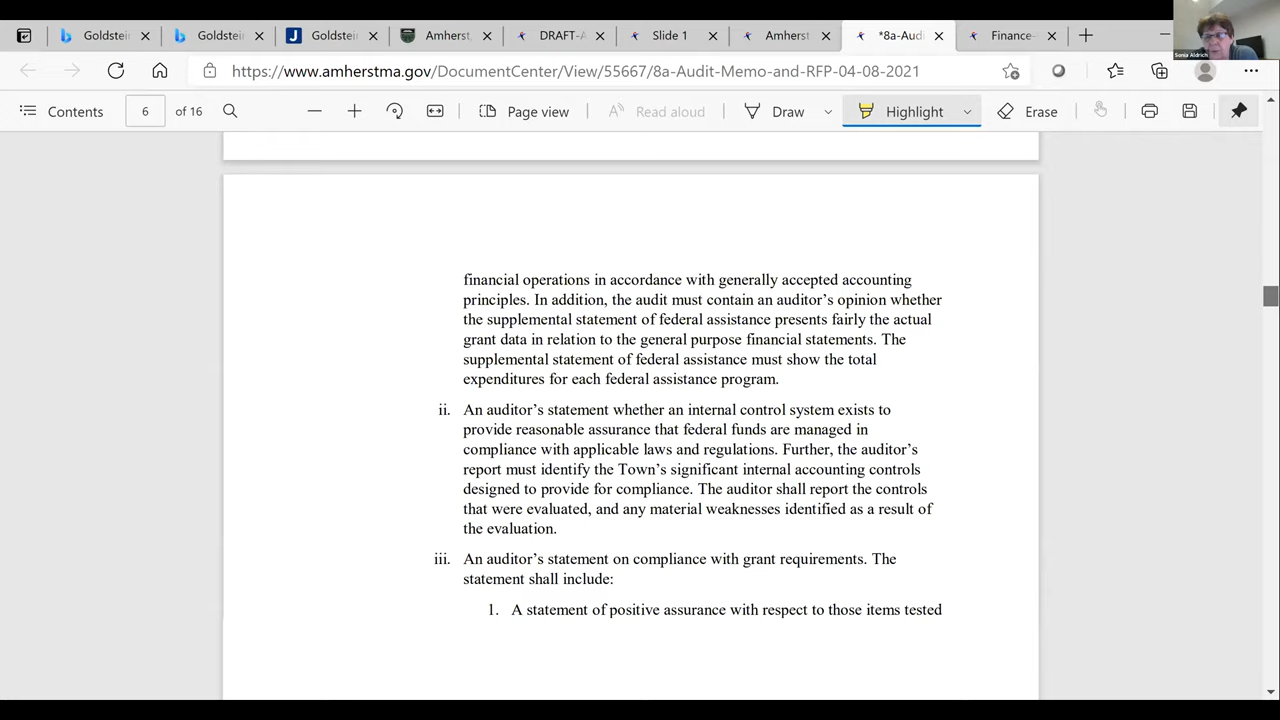 Goldstein
Goldstein
Goldstein
Amherst,
DRAFT-A
Slide 1
Amherst
*8a-Audi
Finance-
Sonia Aldrich
https://www.amherstma.gov/DocumentCenter/View/55667/8a-Audit-Memo-and-RFP-04-08-2021
Contents
6
of 16
Page view
Read aloud
Draw
Highlight
Erase
financial operations in accordance with generally accepted accounting
principles. In addition, the audit must contain an auditor's opinion whether
the supplemental statement of federal assistance presents fairly the actual
grant data in relation to the general purpose financial statements. The
supplemental statement of federal assistance must show the total
expenditures for each federal assistance program.
ii. An auditor's statement whether an internal control system exists to
provide reasonable assurance that federal funds are managed in
compliance with applicable laws and regulations. Further, the auditor's
report must identify the Town's significant internal accounting controls
designed to provide for compliance. The auditor shall report the controls
that were evaluated, and any material weaknesses identified as a result of
the evaluation.
iii. An auditor's statement on compliance with grant requirements. The
statement shall include:
1. A statement of positive assurance with respect to those items tested